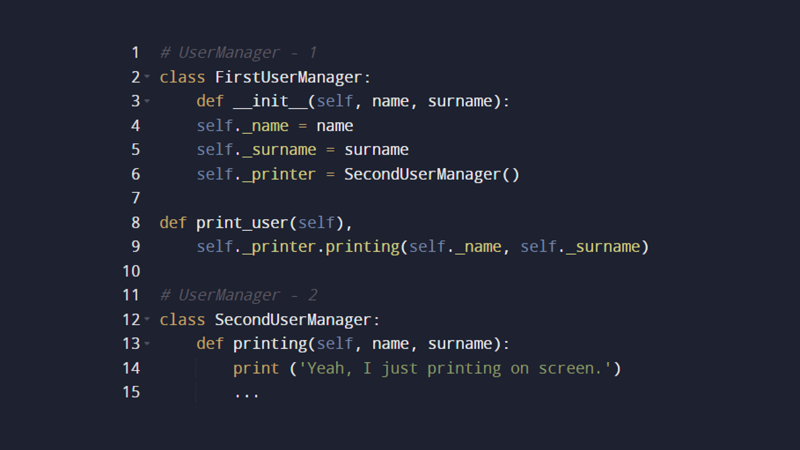 1 # UserManager - 1
2 class FirstUserManager:
3     def __init__(self, name, surname):
4     self._name = name
5     self._surname = surname
6     self._printer = SecondUserManager()
7
8 def print_user(self),
9     self._printer.printing(self._name, self._surname)
10
11 # UserManager - 2
12 class SecondUserManager:
13     def printing(self, name, surname):
14         print ('Yeah, I just printing on screen.')
15         ...